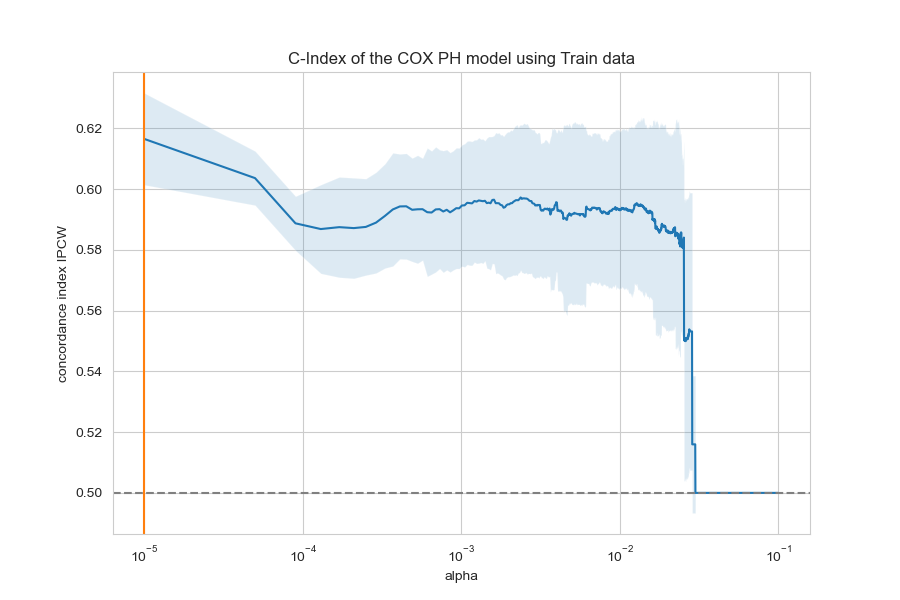 C-Index of the COX PH model using Train data
concordance index IPCW
0.62
0.60
0.58
0.56
0.54
0.52
0.50
10⁻⁵ 10⁻⁴ 10⁻³ 10⁻² 10⁻¹
alpha